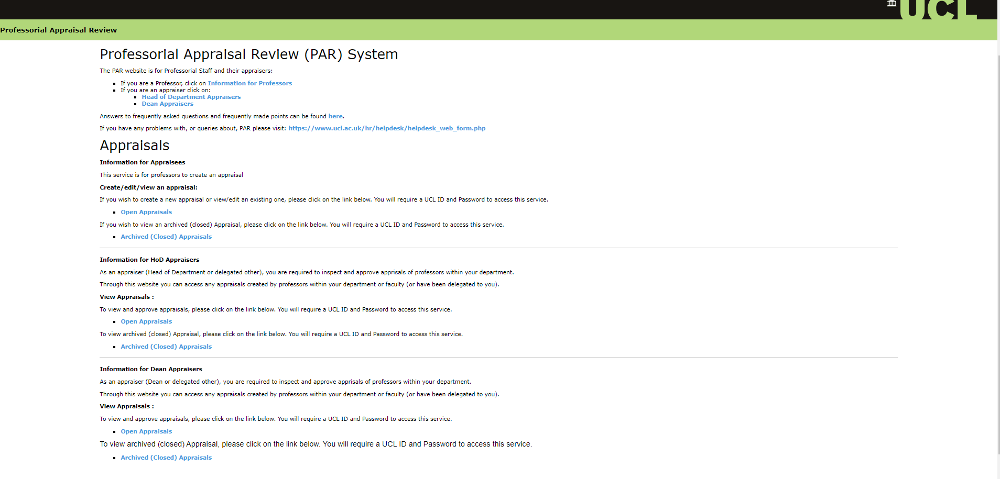 UCL
Professorial Appraisal Review
Professorial Appraisal Review (PAR) System
The PAR website is for Professorial Staff and their appraisers:
If you are a Professor, click on Information for Professors
If you are an appraiser click on:
Head of Department Appraisers
Dean Appraisers
Answers to frequently asked questions and frequently made points can be found here.
If you have any problems with, or queries about, PAR please visit: https://www.ucl.ac.uk/hr/helpdesk/helpdesk_web_form.php
Appraisals
Information for Appraisees
This service is for professors to create an appraisal
Create/edit/view an appraisal:
If you wish to create a new appraisal or view/edit an existing one, please click on the link below. You will require a UCL ID and Password to access this service.
Open Appraisals
If you wish to view an archived (closed) Appraisal, please click on the link below. You will require a UCL ID and Password to access this service.
Archived (Closed) Appraisals
Information for HoD Appraisers
As an appraiser (Head of Department or delegated other), you are required to inspect and approve apprisals of professors within your department.
Through this website you can access any appraisals created by professors within your department or faculty (or have been delegated to you).
View Appraisals :
To view and approve appraisals, please click on the link below. You will require a UCL ID and Password to access this service.
Open Appraisals
To view archived (closed) Appraisal, please click on the link below. You will require a UCL ID and Password to access this service.
Archived (Closed) Appraisals
Information for Dean Appraisers
As an appraiser (Dean or delegated other), you are required to inspect and approve apprisals of professors within your department.
Through this website you can access any appraisals created by professors within your department or faculty (or have been delegated to you).
View Appraisals :
To view and approve appraisals, please click on the link below. You will require a UCL ID and Password to access this service.
Open Appraisals
To view archived (closed) Appraisal, please click on the link below. You will require a UCL ID and Password to access this service.
Archived (Closed) Appraisals